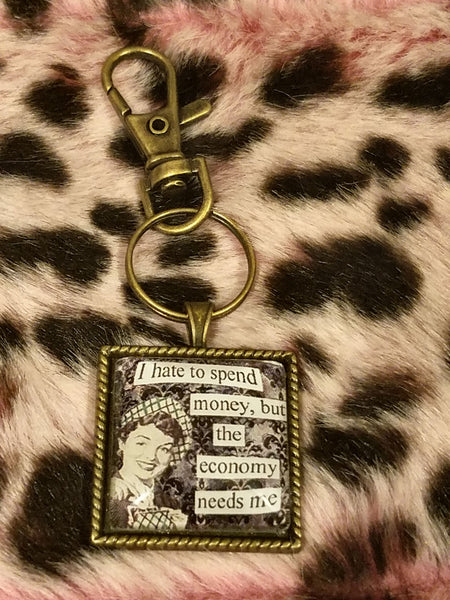 I hate to spend
money, but
the
economy
needs me